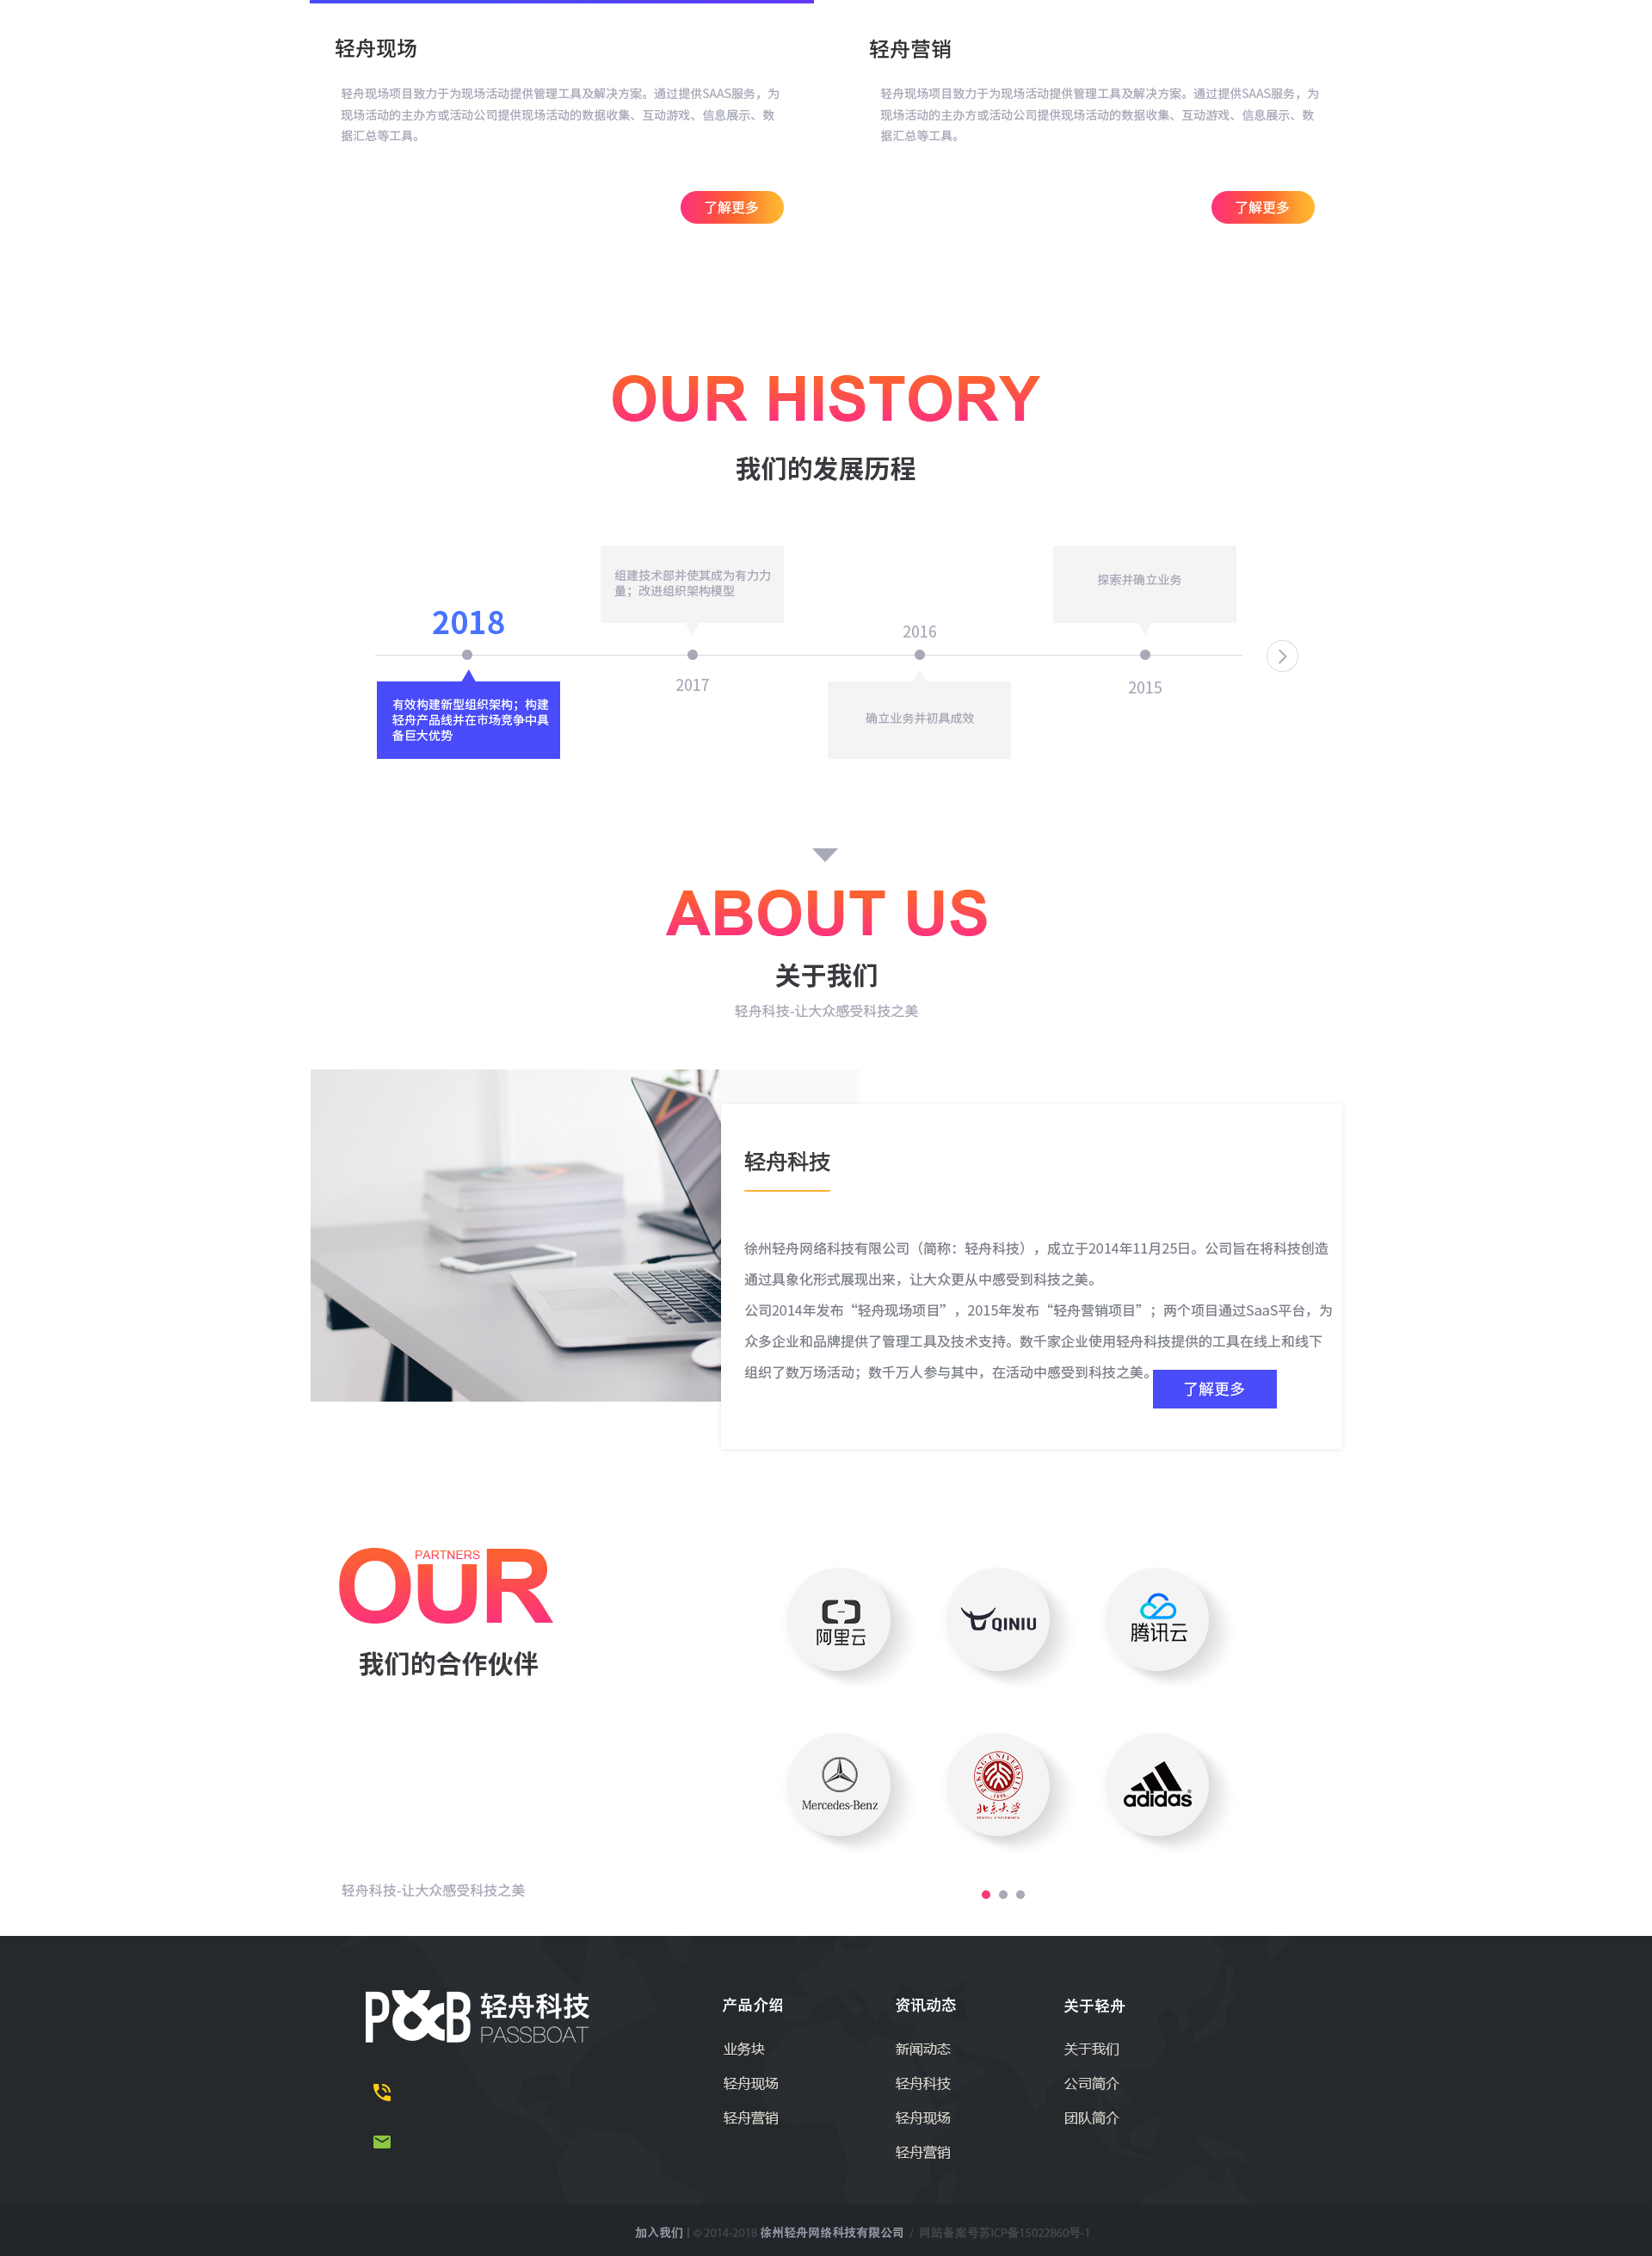 轻舟现场
轻舟现场项目致力于为现场活动提供管理工具及解决方案。通过提供SAAS服务，为
现场活动的主办方或活动公司提供现场活动的数据收集、互动游戏、信息展示、数
据汇总等工具。
了解更多
轻舟营销
轻舟现场项目致力于为现场活动提供管理工具及解决方案。通过提供SAAS服务，为
现场活动的主办方或活动公司提供现场活动的数据收集、互动游戏、信息展示、数
据汇总等工具。
了解更多
OUR HISTORY
我们的发展历程
2018
有效构建新型组织架构；构建
轻舟产品线并在市场竞争中具
备巨大优势
组建技术部并使其成为有力力
量；改进组织架构模型
2017
2016
确立业务并初具成效
探索并确立业务
2015
ABOUT US
关于我们
轻舟科技-让大众感受科技之美
轻舟科技
徐州轻舟网络科技有限公司（简称：轻舟科技），成立于2014年11月25日。公司旨在将科技创造
通过具象化形式展现出来，让大众更从中感受到科技之美。
公司2014年发布“轻舟现场项目”，2015年发布“轻舟营销项目”；两个项目通过SaaS平台，为
众多企业和品牌提供了管理工具及技术支持。数千家企业使用轻舟科技提供的工具在线上和线下
组织了数万场活动；数千万人参与其中，在活动中感受到科技之美。
了解更多
OUR
PARTNERS
我们的合作伙伴
轻舟科技-让大众感受科技之美
阿里云
QINIU
腾讯云
Mercedes-Benz
PEKING UNIVERSITY
1898
北京大学
PEKING UNIVERSITY
adidas
P&B 轻舟科技
PASSBOAT
产品介绍
业务块
轻舟现场
轻舟营销
资讯动态
新闻动态
轻舟科技
轻舟现场
轻舟营销
关于轻舟
关于我们
公司简介
团队简介
加入我们 | © 2014-2018 徐州轻舟网络科技有限公司 / 网站备案号苏ICP备15022860号-1